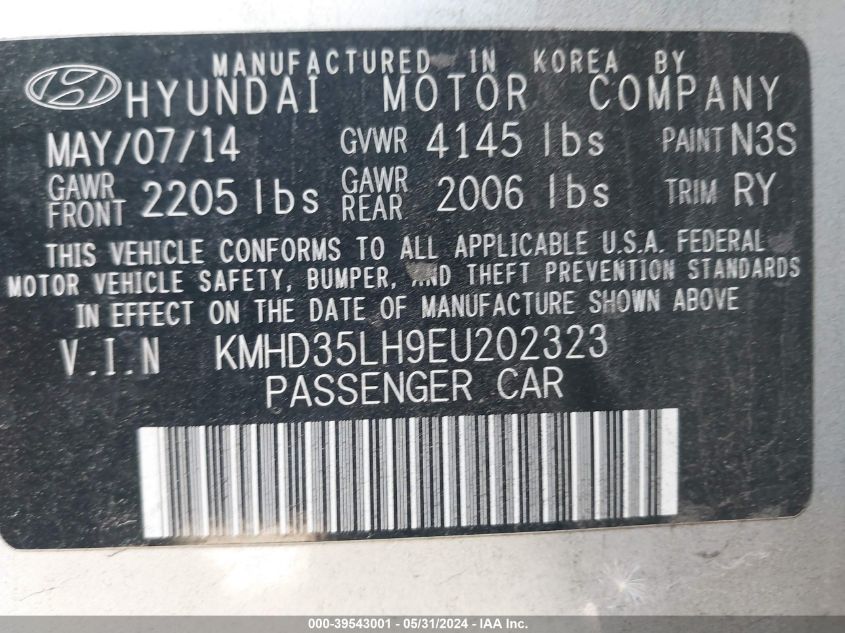 MANUFACTURED IN KOREA BY
HYUNDAI MOTOR COMPANY
MAY/07/14 GVWR 4145 lbs PAINT N3S
GAWR FRONT 2205 lbs GAWR REAR 2006 lbs TRIM RY
THIS VEHICLE CONFORMS TO ALL APPLICABLE U.S.A. FEDERAL
MOTOR VEHICLE SAFETY, BUMPER, AND THEFT PREVENTION STANDARDS
IN EFFECT ON THE DATE OF MANUFACTURE SHOWN ABOVE
V.I.N KMHD35LH9EU202323
PASSENGER CAR
000-39543001 - 05/31/2024 - IAA Inc.